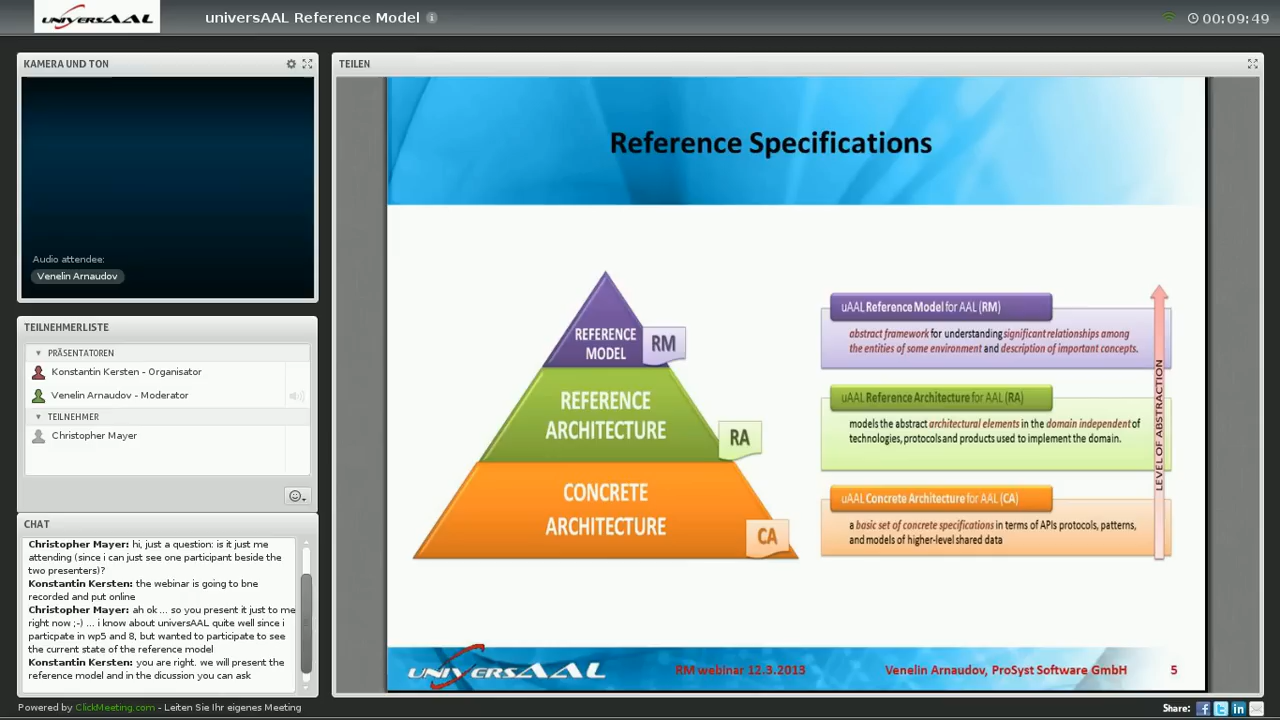 UNIVERSAAL
universAAL Reference Model
00:09:49
KAMERA UND TON
Audio attendee:
Venelin Arnaudov
TEILNEHMERLISTE
PRÄSENTATOREN
Konstantin Kersten - Organisator
Venelin Arnaudov - Moderator
TEILNEHMER
Christopher Mayer
CHAT
Christopher Mayer: hi, just a question: is it just me
attending (since i can just see one participant beside the
two presenters)?
Konstantin Kersten: the webinar is going to bne
recorded and put online
Christopher Mayer: ah ok ... so you present it just to me
right now ;-) ... i know about universAAL quite well since i
particpate in wp5 and 8, but wanted to participate to see
the current state of the reference model
Konstantin Kersten: you are right. we will present the
reference model and in the dicussion you can ask
TEILEN
Reference Specifications
REFERENCE
MODEL
RM
REFERENCE
ARCHITECTURE
RA
CONCRETE
ARCHITECTURE
CA
uAAL Reference Model for AAL (RM)
abstract framework for understanding significant relationships among
the entities of some environment and description of important concepts.
uAAL Reference Architecture for AAL (RA)
models the abstract architectural elements in the domain independent of
technologies, protocols and products used to implement the domain.
uAAL Concrete Architecture for AAL (CA)
a basic set of concrete specifications in terms of APIs protocols, patterns,
and models of higher-level shared data
LEVEL OF ABSTRACTION
UNIVERSAAL
RM webinar 12.3.2013
Venelin Arnaudov, ProSyst Software GmbH
5
Powered by ClickMeeting.com - Leiten Sie Ihr eigenes Meeting
Share: